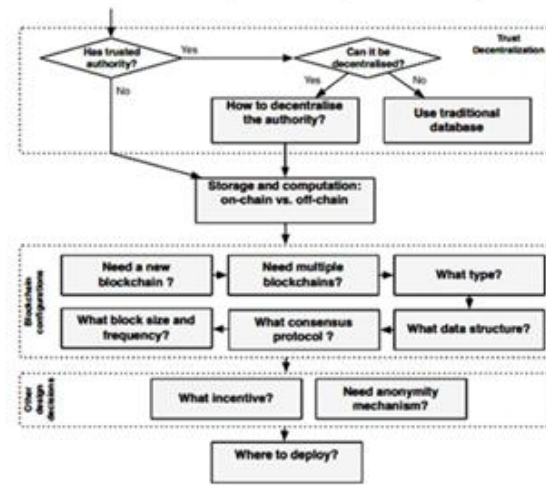 Has trusted
authority?
Yes
Can it be
decentralised?
Trust
Decentralization
No
Yes
No
How to decentralise
the authority?
Use traditional
database
Storage and computation:
on-chain vs. off-chain
Blockchain
configurations
Need a new
blockchain ?
Need multiple
blockchains?
What type?
What data structure?
What consensus
protocol ?
What block size and
frequency?
Other
design
decisions
What incentive?
Need anonymity
mechanism?
Where to deploy?